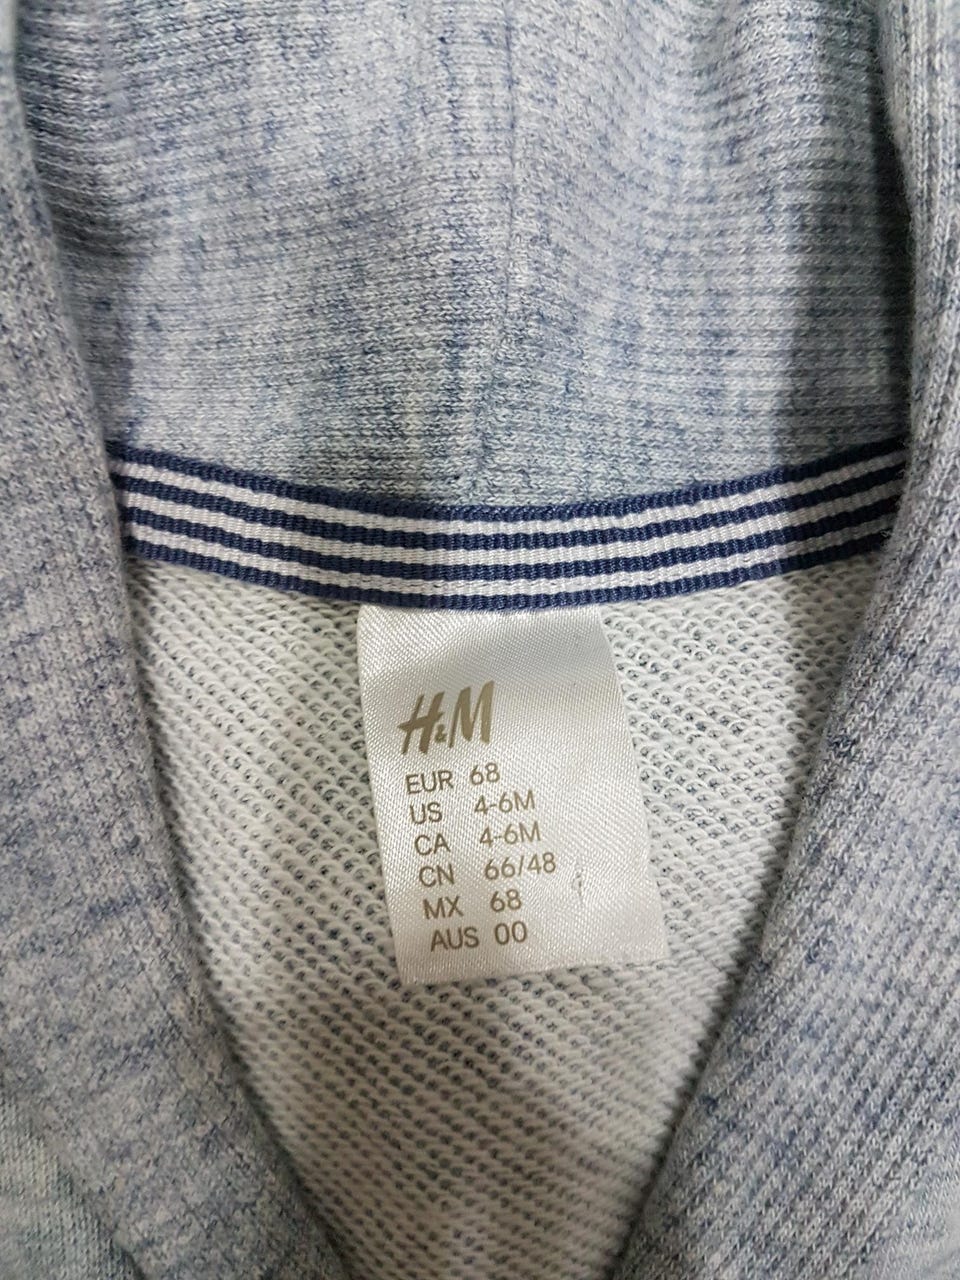 H&M
EUR 68
US 4-6M
CA 4-6M
CN 66/48
MX 68
AUS 00